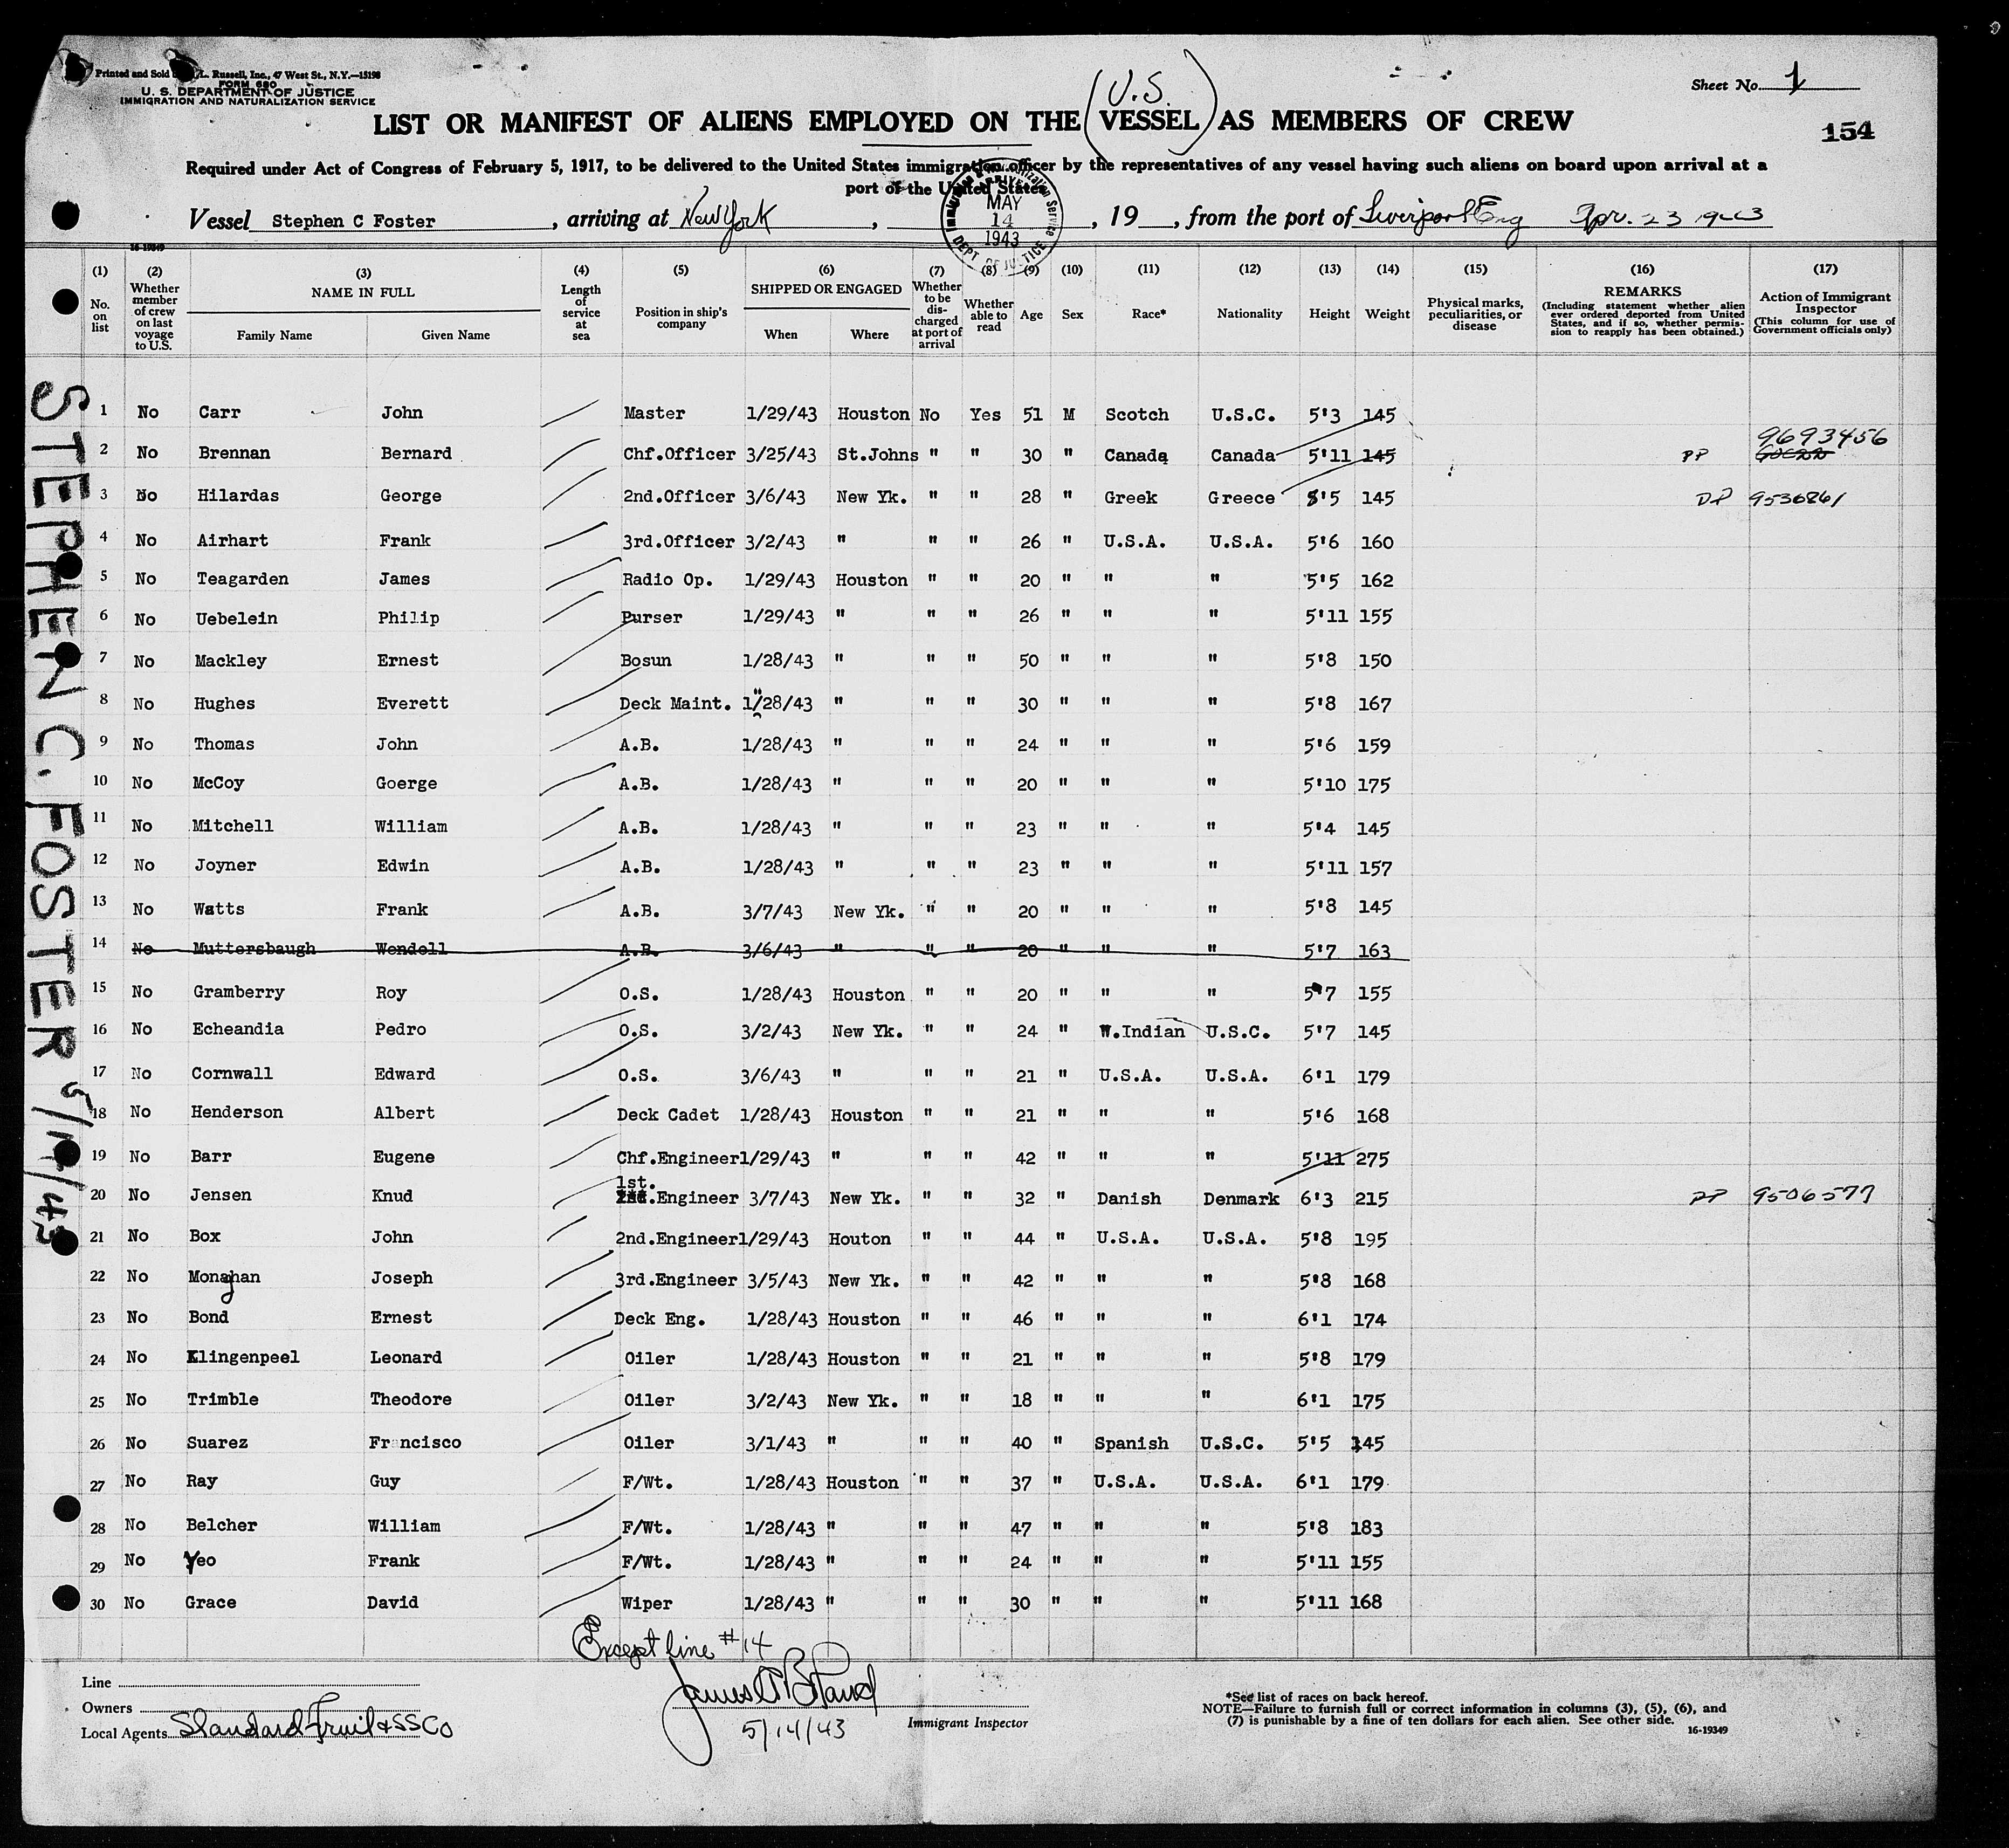 Printed and Sold L. Russell, Inc., 47 West St., N.Y.—15198
FORM 680
U. S. DEPARTMENT OF JUSTICE
IMMIGRATION AND NATURALIZATION SERVICE
Sheet No. 1
U.S.
LIST OR MANIFEST OF ALIENS EMPLOYED ON THE VESSEL AS MEMBERS OF CREW
154
Required under Act of Congress of February 5, 1917, to be delivered to the United States immigration officer by the representatives of any vessel having such aliens on board upon arrival at a
port of the United States
MAY 14 1943
DEPT OF JUSTICE
Vessel Stephen C Foster, arriving at New York, , 19 , from the port of Liverpool Eng Apr. 23 1943
16-19349
(1) No. on list
(2) Whether member of crew on last voyage to U.S.
(3) NAME IN FULL Family Name Given Name
(4) Length of service at sea
(5) Position in ship's company
(6) SHIPPED OR ENGAGED When Where
(7) Whether to be discharged at port of arrival
(8) Whether able to read
(9) Age
(10) Sex
(11) Race*
(12) Nationality
(13) Height
(14) Weight
(15) Physical marks, peculiarities, or disease
(16) REMARKS (Including statement whether alien ever ordered deported from United States, and if so, whether permission to reapply has been obtained.)
(17) Action of Immigrant Inspector (This column for use of Government officials only)
STEPHEN C. FOSTER 5/14/43
1 No Carr John Master 1/29/43 Houston No Yes 51 M Scotch U.S.C. 5'3 145
2 No Brennan Bernard Chf.Officer 3/25/43 St.Johns " " 30 " Canada Canada 5'11 145 PP 9693456
3 No Hilardas George 2nd.Officer 3/6/43 New Yk. " " 28 " Greek Greece 5'5 145 PP 9536861
4 No Airhart Frank 3rd.Officer 3/2/43 " " " 26 " U.S.A. U.S.A. 5'6 160
5 No Teagarden James Radio Op. 1/29/43 Houston " " 20 " " " 5'5 162
6 No Uebelein Philip Purser 1/29/43 " " " 26 " " " 5'11 155
7 No Mackley Ernest Bosun 1/28/43 " " " 50 " " " 5'8 150
8 No Hughes Everett Deck Maint. 1/28/43 " " " 30 " " " 5'8 167
9 No Thomas John A.B. 1/28/43 " " " 24 " " " 5'6 159
10 No McCoy Goerge A.B. 1/28/43 " " " 20 " " " 5'10 175
11 No Mitchell William A.B. 1/28/43 " " " 23 " " " 5'4 145
12 No Joyner Edwin A.B. 1/28/43 " " " 23 " " " 5'11 157
13 No Watts Frank A.B. 3/7/43 New Yk. " " 20 " " " 5'8 145
14 No Muttersbaugh Wendell A.B. 3/6/43 " " " 20 " " " 5'7 163
15 No Gramberry Roy O.S. 1/28/43 Houston " " 20 " " " 5'7 155
16 No Echeandia Pedro O.S. 3/2/43 New Yk. " " 24 " W.Indian U.S.C. 5'7 145
17 No Cornwall Edward O.S. 3/6/43 " " " 21 " U.S.A. U.S.A. 6'1 179
18 No Henderson Albert Deck Cadet 1/28/43 Houston " " 21 " " " 5'6 168
19 No Barr Eugene Chf.Engineer 1/29/43 " " " 42 " " " 5'11 275
20 No Jensen Knud 1st. Engineer 3/7/43 New Yk. " " 32 " Danish Denmark 6'3 215 PP 9506577
21 No Box John 2nd.Engineer 1/29/43 Houton " " 44 " U.S.A. U.S.A. 5'8 195
22 No Monaghan Joseph 3rd.Engineer 3/5/43 New Yk. " " 42 " " " 5'8 168
23 No Bond Ernest Deck Eng. 1/28/43 Houston " " 46 " " " 6'1 174
24 No Klingenpeel Leonard Oiler 1/28/43 Houston " " 21 " " " 5'8 179
25 No Trimble Theodore Oiler 3/2/43 New Yk. " " 18 " " " 6'1 175
26 No Suarez Francisco Oiler 3/1/43 " " " 40 " Spanish U.S.C. 5'5 145
27 No Ray Guy F/Wt. 1/28/43 Houston " " 37 " U.S.A. U.S.A. 6'1 179
28 No Belcher William F/Wt. 1/28/43 " " " 47 " " " 5'8 183
29 No Yeo Frank F/Wt. 1/28/43 " " " 24 " " " 5'11 155
30 No Grace David Wiper 1/28/43 " " " 30 " " " 5'11 168
Except line #14
Line
Owners
Local Agents Standard Fruit & SS Co
5/14/43 Immigrant Inspector
*See list of races on back hereof.
NOTE—Failure to furnish full or correct information in columns (3), (5), (6), and
(7) is punishable by a fine of ten dollars for each alien. See other side.
16-19349